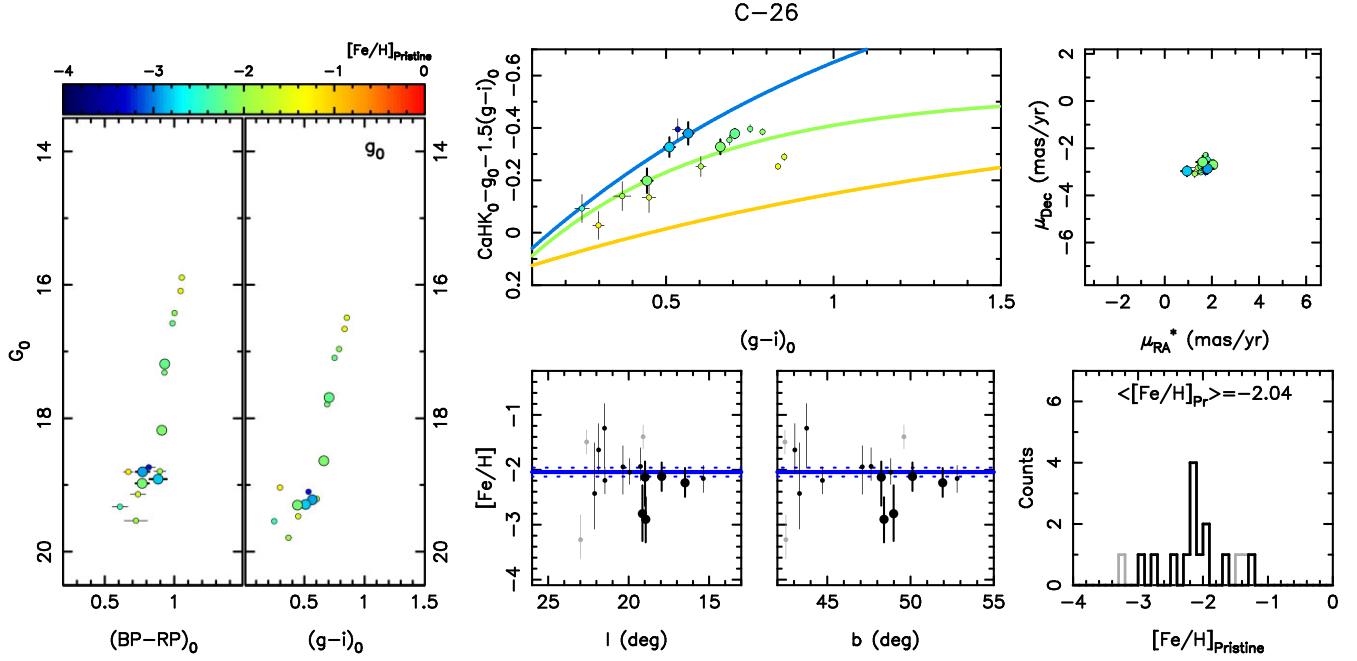 C−26
[Fe/H]Pristine
−4 −3 −2 −1 0
g0
14 16 18 20
G0
0.5 1
(BP−RP)0
14 16 18 20
0.5 1 1.5
(g−i)0
−0.6 −0.4 −0.2 0 0.2
CaHK0−g0−1.5(g−i)0
0.5 1 1.5
(g−i)0
2 0 −2 −4 −6
μDec (mas/yr)
−2 0 2 4 6
μRA* (mas/yr)
−1 −2 −3 −4
[Fe/H]
25 20 15
l (deg)
45 50 55
b (deg)
<[Fe/H]Pr>=−2.04
6 4 2 0
Counts
−4 −3 −2 −1 0
[Fe/H]Pristine